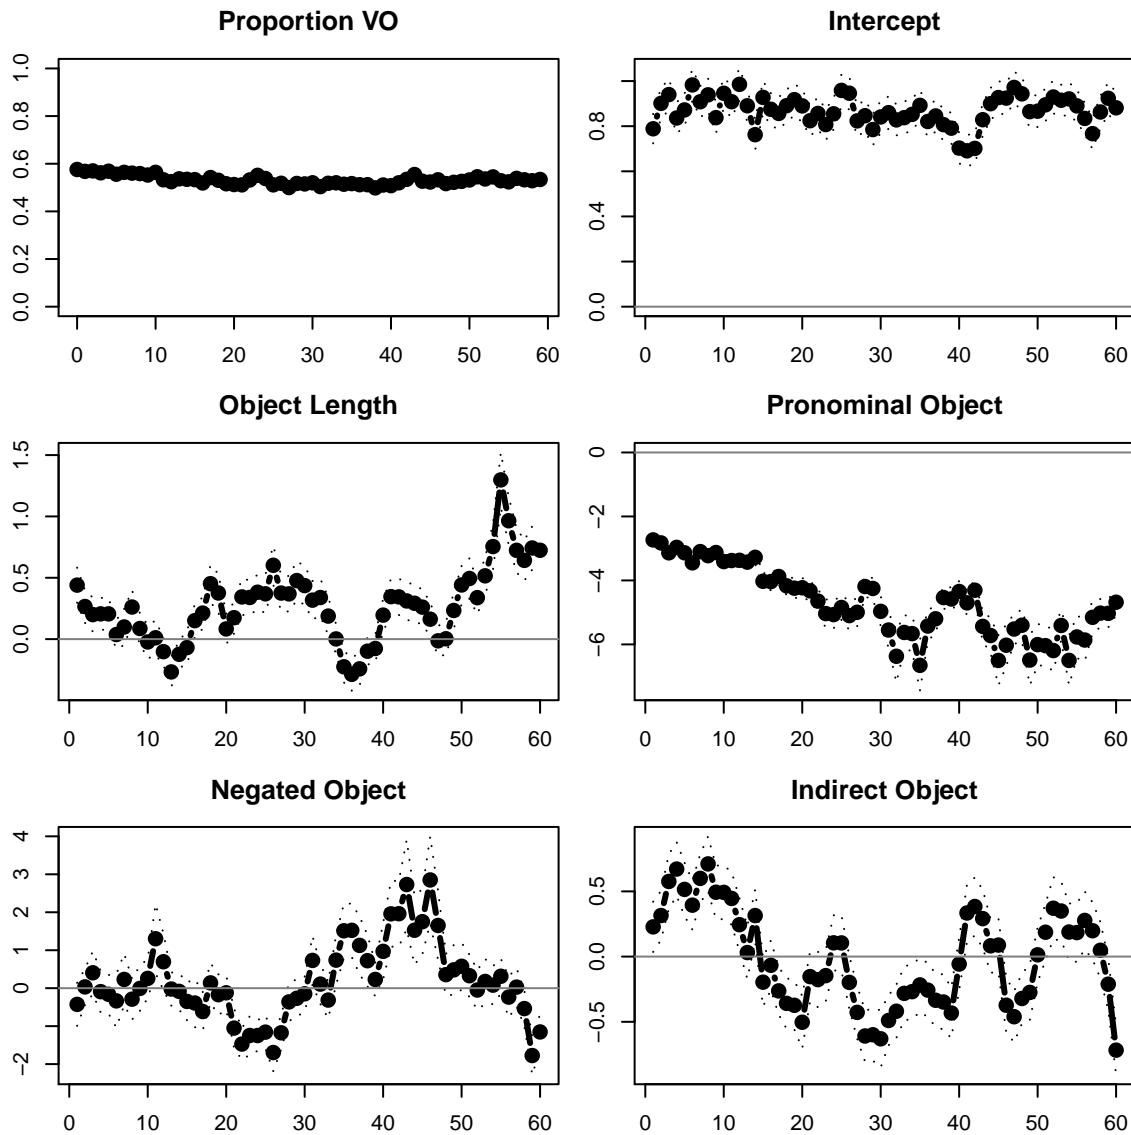 Proportion VO
1.0
0.8
0.6
0.4
0.2
0.0
0 10 20 30 40 50 60
Intercept
0.8
0.4
0.0
0 10 20 30 40 50 60
Object Length
1.5
1.0
0.5
0.0
0 10 20 30 40 50 60
Pronominal Object
0
−2
−4
−6
0 10 20 30 40 50 60
Negated Object
4
3
2
1
0
−2
0 10 20 30 40 50 60
Indirect Object
0.5
0.0
−0.5
0 10 20 30 40 50 60